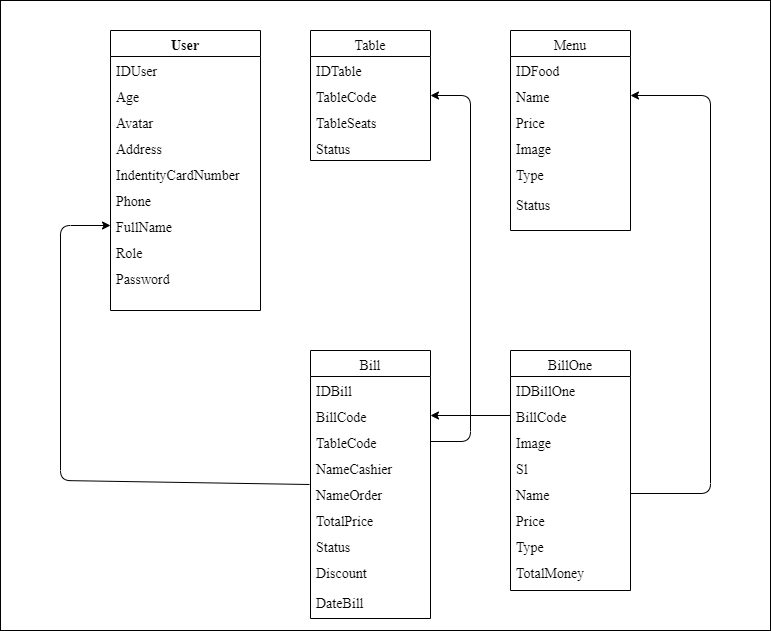 User
IDUser
Age
Avatar
Address
IndentityCardNumber
Phone
FullName
Role
Password
Table
IDTable
TableCode
TableSeats
Status
Menu
IDFood
Name
Price
Image
Type
Status
Bill
IDBill
BillCode
TableCode
NameCashier
NameOrder
TotalPrice
Status
Discount
DateBill
BillOne
IDBillOne
BillCode
Image
Sl
Name
Price
Type
TotalMoney